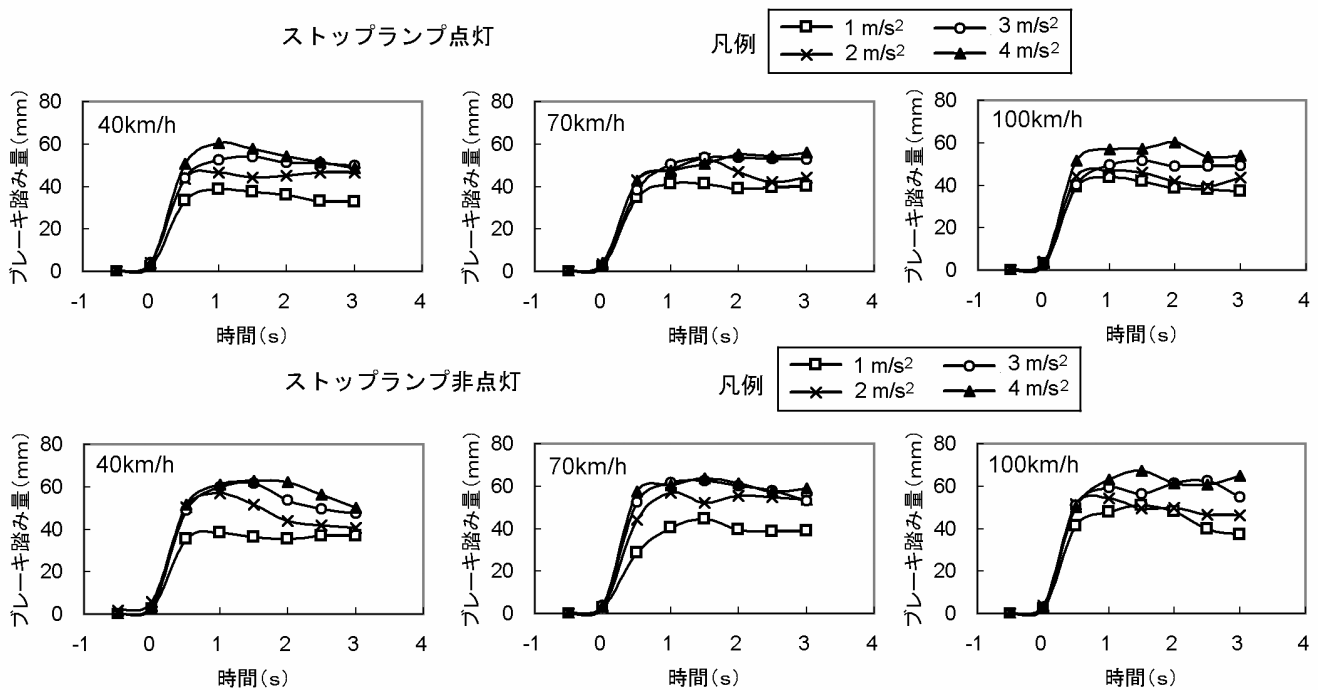 ストップランプ点灯
凡例
1 m/s²
3 m/s²
2 m/s²
4 m/s²
ブレーキ踏み量(mm)
80
60
40
20
0
40km/h
-1 0 1 2 3 4
時間(s)
ブレーキ踏み量(mm)
80
60
40
20
0
70km/h
-1 0 1 2 3 4
時間(s)
ブレーキ踏み量(mm)
80
60
40
20
0
100km/h
-1 0 1 2 3 4
時間(s)
ストップランプ非点灯
凡例
1 m/s²
3 m/s²
2 m/s²
4 m/s²
ブレーキ踏み量(mm)
80
60
40
20
0
40km/h
-1 0 1 2 3 4
時間(s)
ブレーキ踏み量(mm)
80
60
40
20
0
70km/h
-1 0 1 2 3 4
時間(s)
ブレーキ踏み量(mm)
80
60
40
20
0
100km/h
-1 0 1 2 3 4
時間(s)